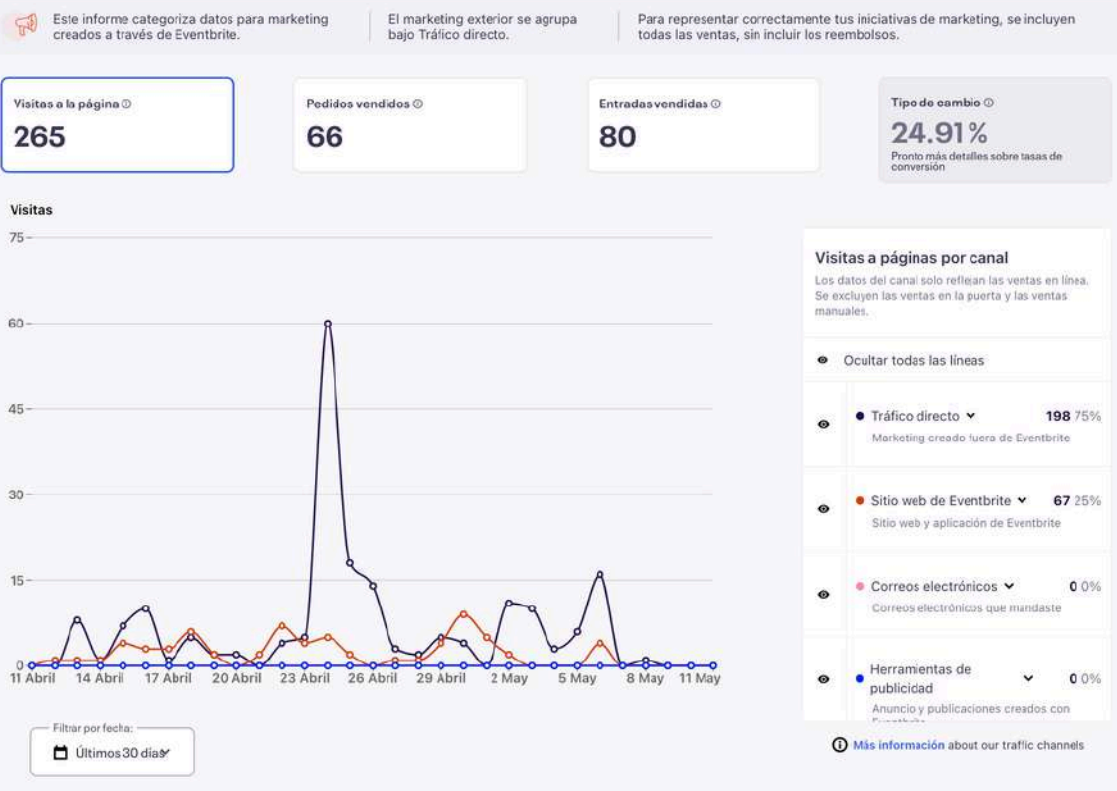 Este informe categoriza datos para marketing
creados a través de Eventbrite.
El marketing exterior se agrupa
bajo Tráfico directo.
Para representar correctamente tus iniciativas de marketing, se incluyen
todas las ventas, sin incluir los reembolsos.
Visitas a la página
265
Pedidos vendidos
66
Entradas vendidas
80
Tipo de cambio
24.91%
Pronto más detalles sobre tasas de
conversión
Visitas
75
60
45
30
15
0
11 Abril 14 Abril 17 Abril 20 Abril 23 Abril 26 Abril 29 Abril 2 May 5 May 8 May 11 May
Visitas a páginas por canal
Los datos del canal solo reflejan las ventas en línea.
Se excluyen las ventas en la puerta y las ventas
manuales.
Ocultar todas las líneas
Tráfico directo 198 75%
Marketing creado fuera de Eventbrite
Sitio web de Eventbrite 67 25%
Sitio web y aplicación de Eventbrite
Correos electrónicos 0 0%
Correos electrónicos que mandaste
Herramientas de
publicidad 0 0%
Anuncio y publicaciones creados con
Filtrar por fecha:
Últimos 30 días
Más información about our traffic channels